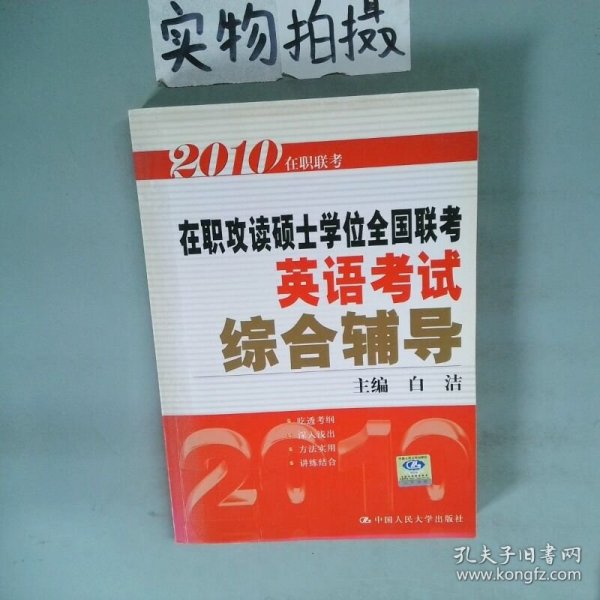 实物拍摄
2010在职联考
在职攻读硕士学位全国联考
英语考试
综合辅导
主编 白洁
吃透考纲
深入浅出
方法实用
讲练结合
2010
中国人民大学出版社
孔夫子旧书网
www.kongfz.com